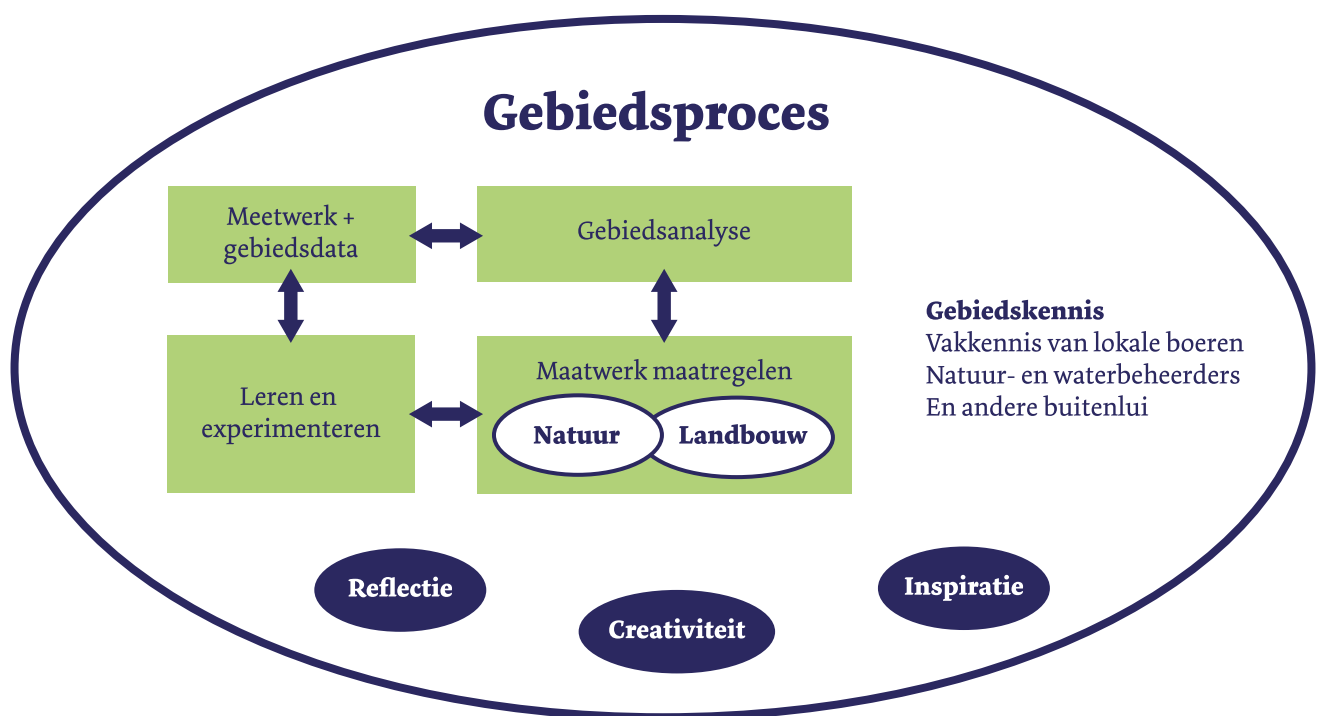 Gebiedsproces
Meetwerk +
gebiedsdata
Gebiedsanalyse
Leren en
experimenteren
Maatwerk maatregelen
Natuur
Landbouw
Gebiedskennis
Vakkennis van lokale boeren
Natuur- en waterbeheerders
En andere buitenlui
Reflectie
Creativiteit
Inspiratie